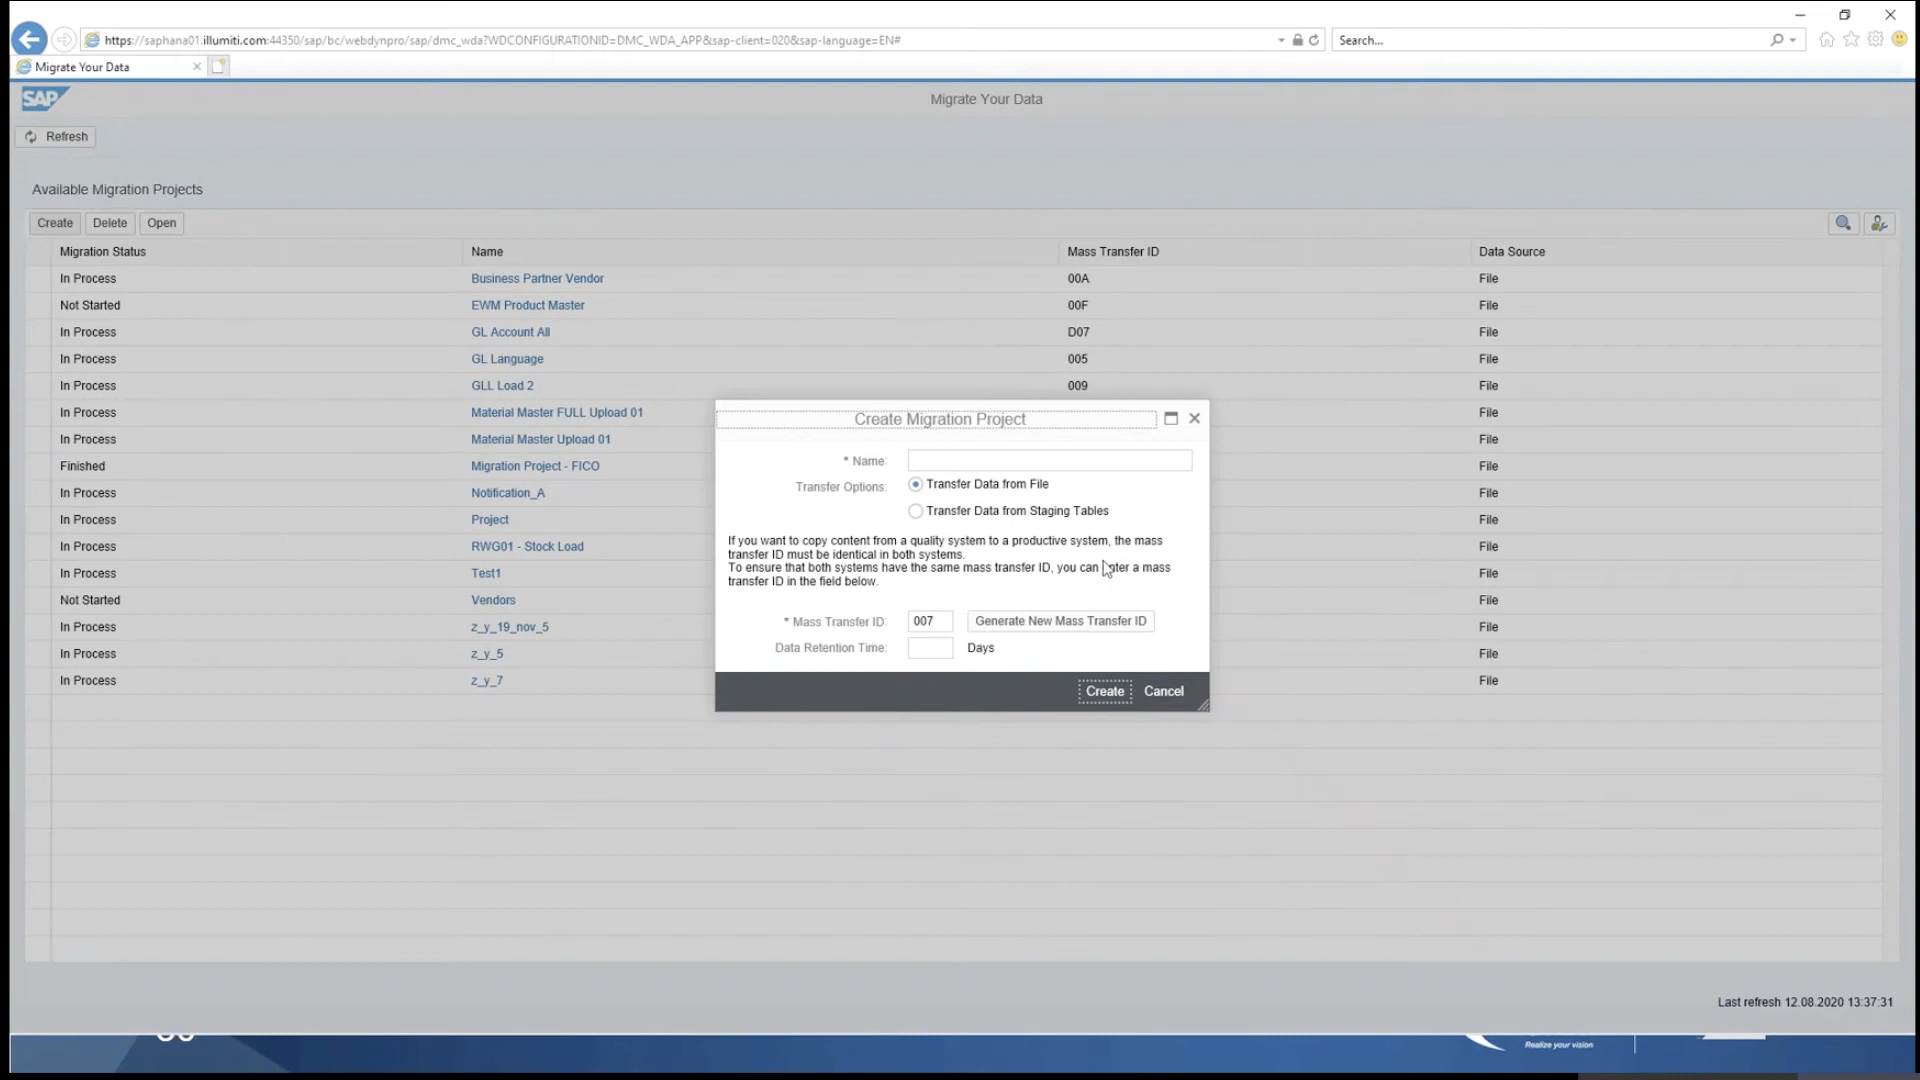 https://saphana01.illumiti.com:44350/sap/bc/webdynpro/sap/dmc_wda?WDCONFIGURATIONID=DMC_WDA_APP&sap-client=020&sap-language=EN#
Search...
Migrate Your Data
SAP
Migrate Your Data
Refresh
Available Migration Projects
Create Delete Open
Migration Status Name Mass Transfer ID Data Source
In Process Business Partner Vendor 00A File
Not Started EWM Product Master 00F File
In Process GL Account All D07 File
In Process GL Language 005 File
In Process GLL Load 2 009 File
In Process Material Master FULL Upload 01 File
In Process Material Master Upload 01 File
Finished Migration Project - FICO File
In Process Notification_A File
In Process Project File
In Process RWG01 - Stock Load File
In Process Test1 File
Not Started Vendors File
In Process z_y_19_nov_5 File
In Process z_y_5 File
In Process z_y_7 File
Create Migration Project
* Name:
Transfer Options: Transfer Data from File
Transfer Data from Staging Tables
If you want to copy content from a quality system to a productive system, the mass
transfer ID must be identical in both systems.
To ensure that both systems have the same mass transfer ID, you can enter a mass
transfer ID in the field below.
* Mass Transfer ID: 007 Generate New Mass Transfer ID
Data Retention Time: Days
Create Cancel
Last refresh 12.08.2020 13:37:31
Realize your vision